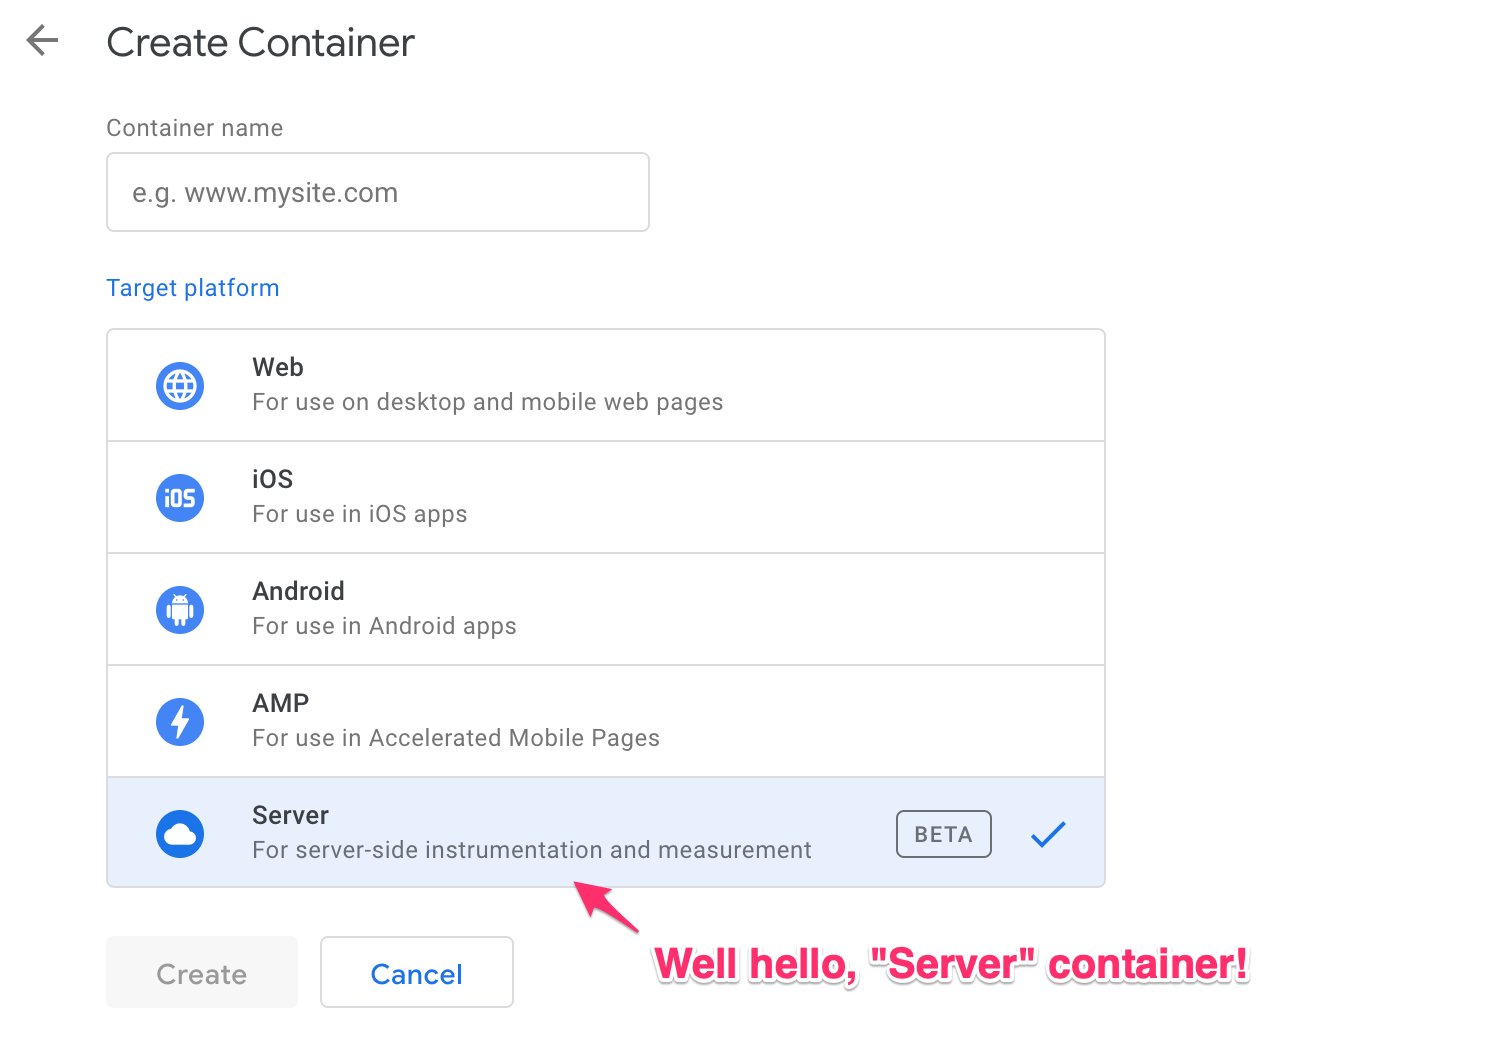 Create Container
Container name
e.g. www.mysite.com
Target platform
Web
For use on desktop and mobile web pages
iOS
iOS
For use in iOS apps
Android
For use in Android apps
AMP
For use in Accelerated Mobile Pages
Server
For server-side instrumentation and measurement
BETA
Create
Cancel
Well hello, "Server" container!